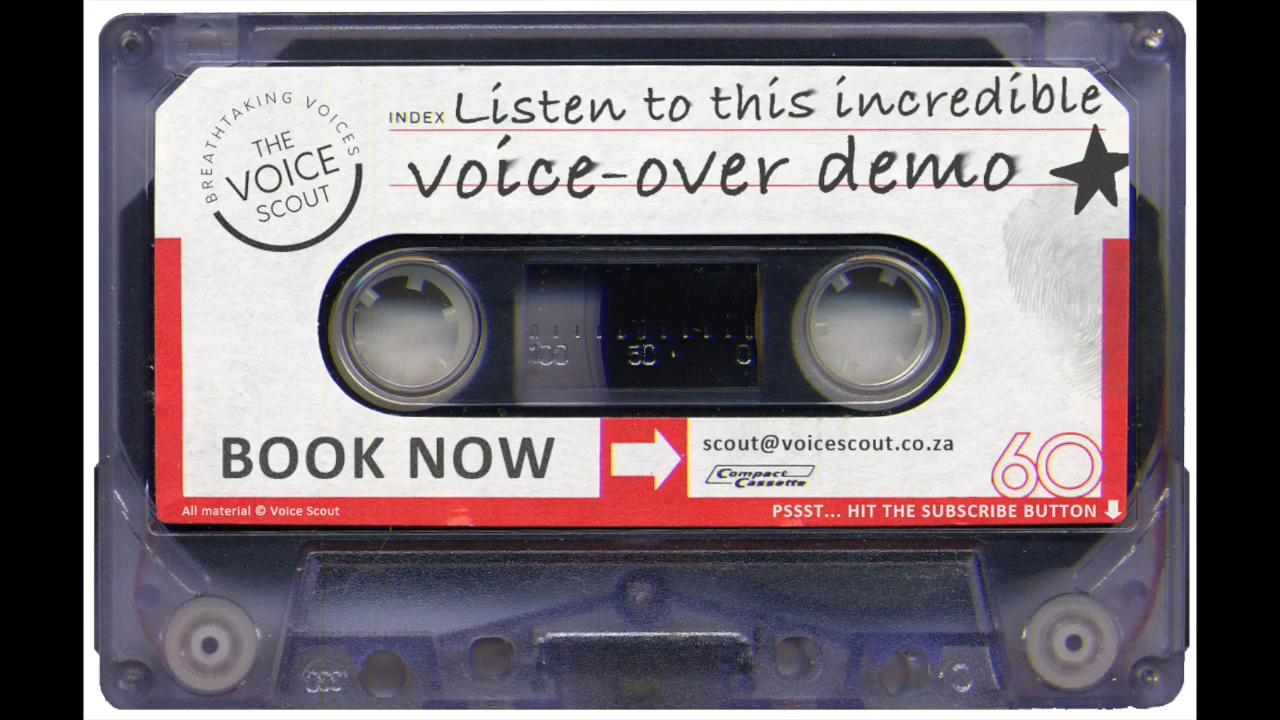 BREATHTAKING VOICES
THE
VOICE
SCOUT
INDEX Listen to this incredible
voice-over demo
100 50 0
BOOK NOW
scout@voicescout.co.za
Compact
Cassette
60
All material © Voice Scout
PSSST... HIT THE SUBSCRIBE BUTTON